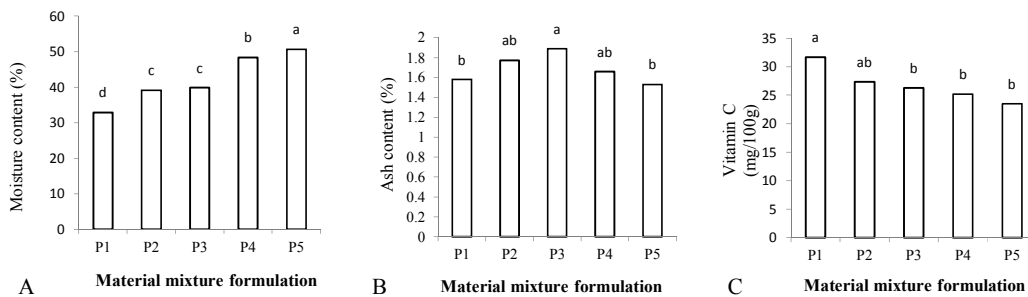 Moisture content (%)
60
50
40
30
20
10
0
d
c
c
b
a
P1 P2 P3 P4 P5
A
Material mixture formulation
Ash content (%)
2
1.8
1.6
1.4
1.2
1
0.8
0.6
0.4
0.2
0
b
ab
a
ab
b
P1 P2 P3 P4 P5
B
Material mixture formulation
Vitamin C
(mg/100g)
35
30
25
20
15
10
5
0
a
ab
b
b
b
P1 P2 P3 P4 P5
C
Material mixture formulation